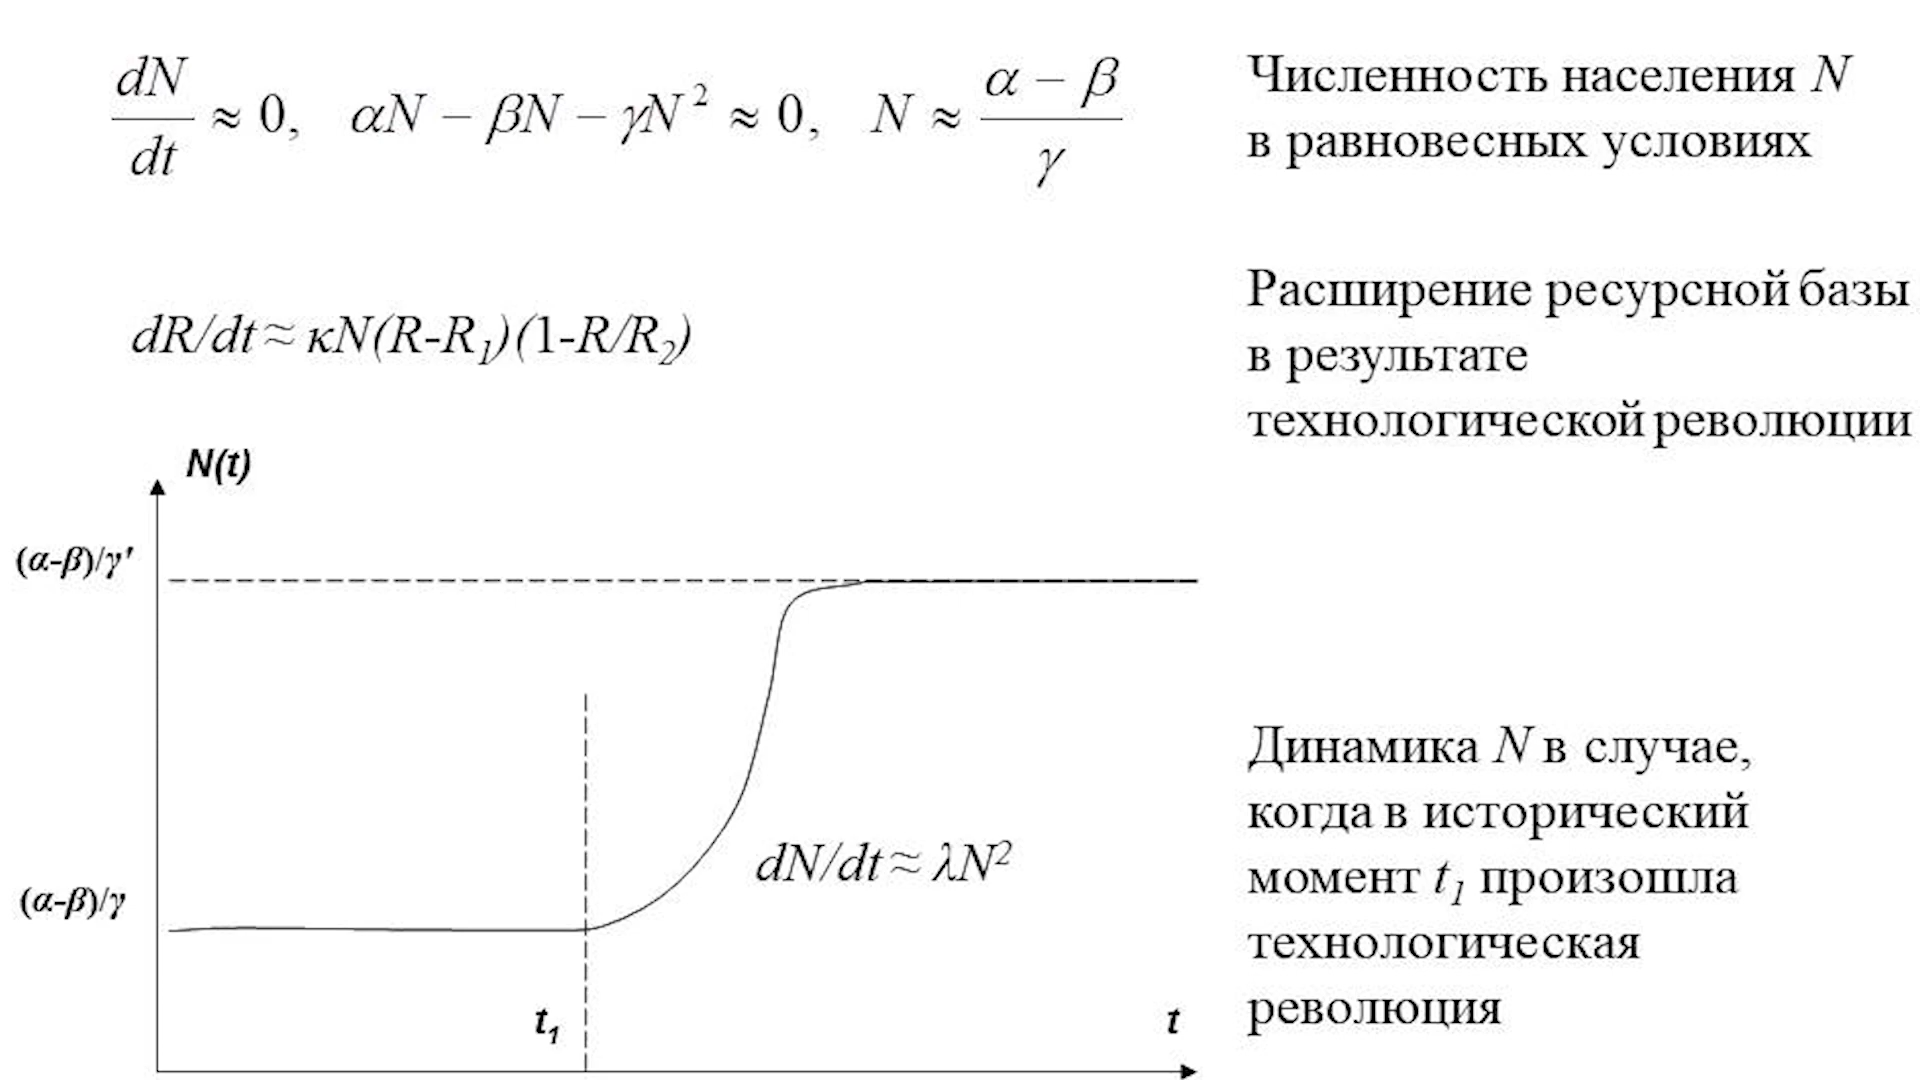 dN/dt ≈ 0, αN − βN − γN² ≈ 0, N ≈ (α − β)/γ
Численность населения N
в равновесных условиях
dR/dt ≈ κN(R-R₁)(1-R/R₂)
Расширение ресурсной базы
в результате
технологической революции
N(t)
(α-β)/γ'
(α-β)/γ
dN/dt ≈ λN²
t₁
t
Динамика N в случае,
когда в исторический
момент t₁ произошла
технологическая
революция